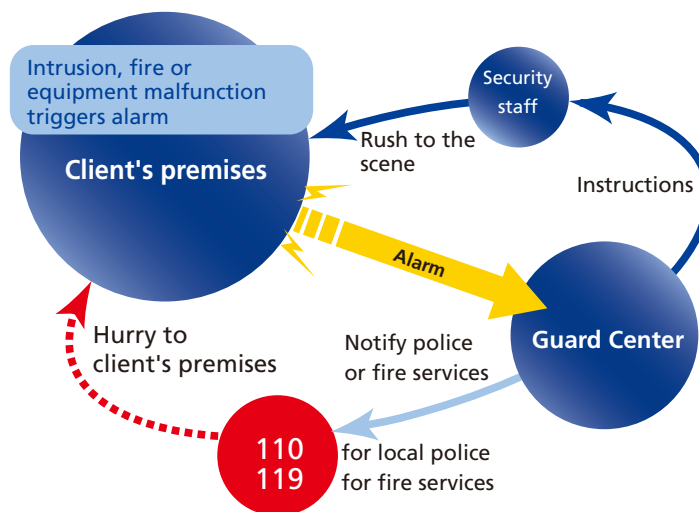 Intrusion, fire or
equipment malfunction
triggers alarm
Client's premises
Security
staff
Rush to the
scene
Instructions
Alarm
Guard Center
Notify police
or fire services
Hurry to
client's premises
110
119
for local police
for fire services